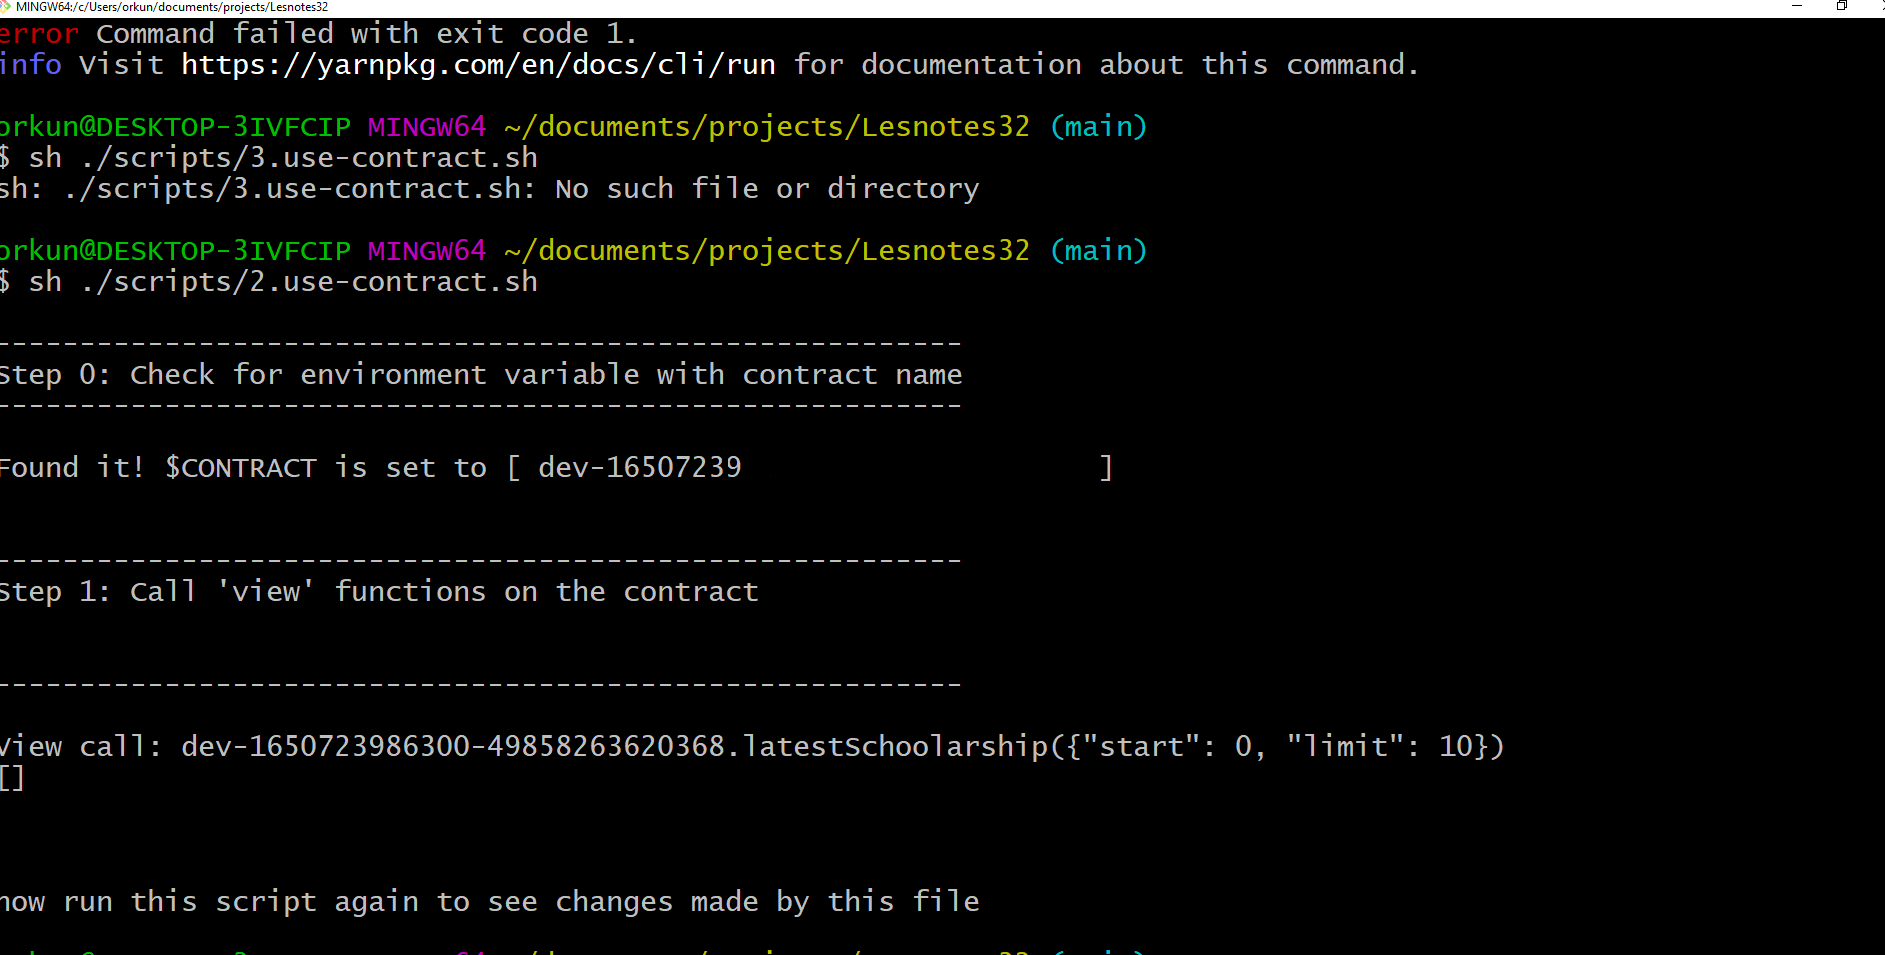 MINGW64:/c/Users/orkun/documents/projects/Lesnotes32
error Command failed with exit code 1.
info Visit https://yarnpkg.com/en/docs/cli/run for documentation about this command.
orkun@DESKTOP-3IVFCIP MINGW64 ~/documents/projects/Lesnotes32 (main)
$ sh ./scripts/3.use-contract.sh
sh: ./scripts/3.use-contract.sh: No such file or directory
orkun@DESKTOP-3IVFCIP MINGW64 ~/documents/projects/Lesnotes32 (main)
$ sh ./scripts/2.use-contract.sh
---------------------------------------------------------
Step 0: Check for environment variable with contract name
---------------------------------------------------------
Found it! $CONTRACT is set to [ dev-16507239 ]
---------------------------------------------------------
Step 1: Call 'view' functions on the contract
---------------------------------------------------------
View call: dev-1650723986300-49858263620368.latestSchoolarship({"start": 0, "limit": 10})
[]
now run this script again to see changes made by this file